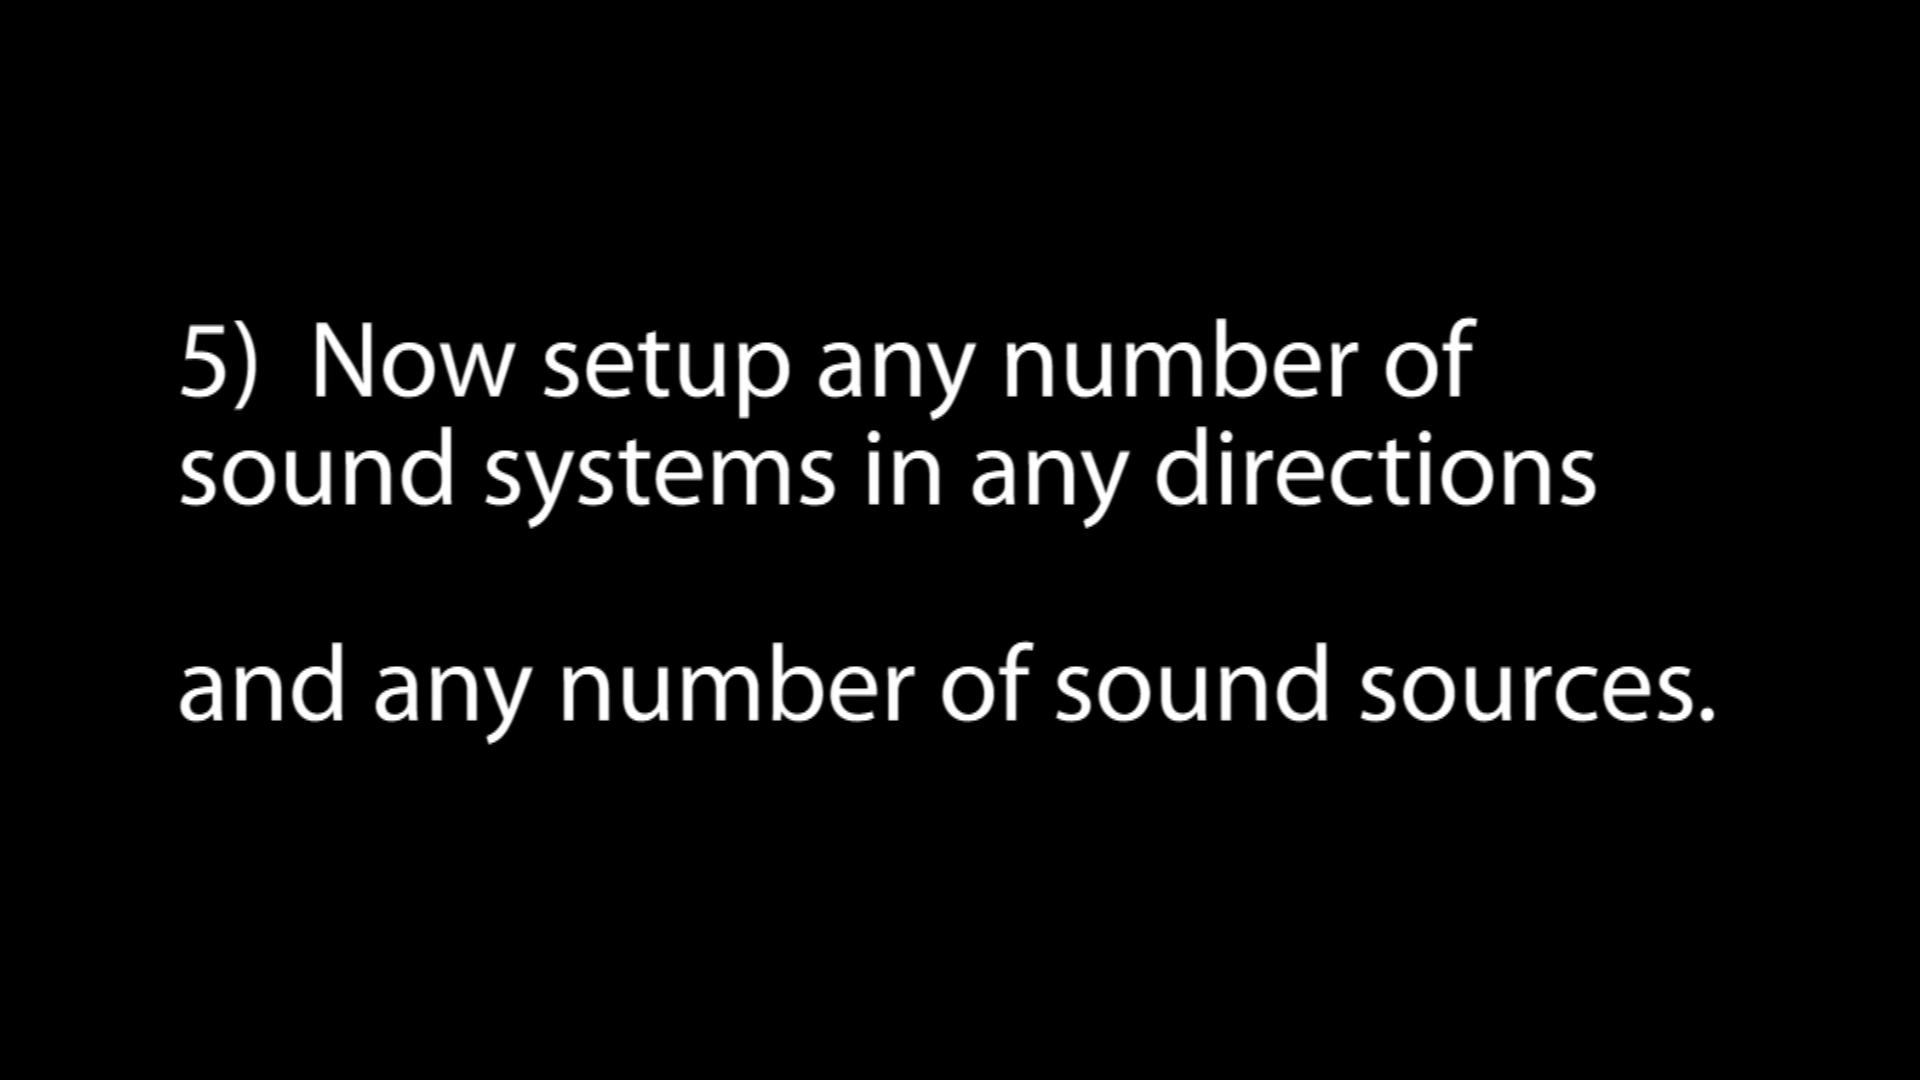 5)  Now setup any number of
sound systems in any directions
and any number of sound sources.